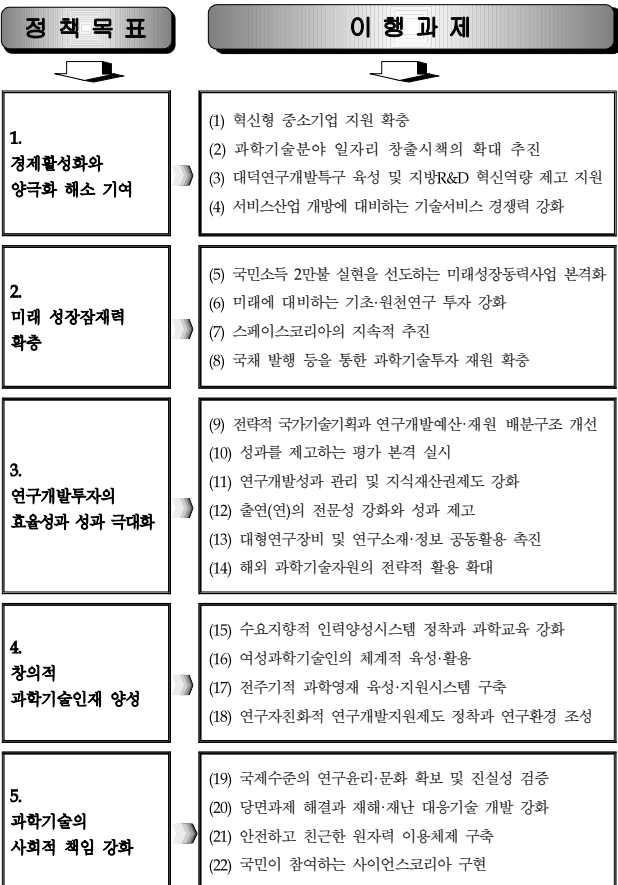 정 책 목 표
이 행 과 제
1.
경제활성화와
양극화 해소 기여
(1) 혁신형 중소기업 지원 확충
(2) 과학기술분야 일자리 창출시책의 확대 추진
(3) 대덕연구개발특구 육성 및 지방R&D 혁신역량 제고 지원
(4) 서비스산업 개방에 대비하는 기술서비스 경쟁력 강화
2.
미래 성장잠재력
확충
(5) 국민소득 2만불 실현을 선도하는 미래성장동력사업 본격화
(6) 미래에 대비하는 기초·원천연구 투자 강화
(7) 스페이스코리아의 지속적 추진
(8) 국채 발행 등을 통한 과학기술투자 재원 확충
3.
연구개발투자의
효율성과 성과 극대화
(9) 전략적 국가기술기획과 연구개발예산·재원 배분구조 개선
(10) 성과를 제고하는 평가 본격 실시
(11) 연구개발성과 관리 및 지식재산권제도 강화
(12) 출연(연)의 전문성 강화와 성과 제고
(13) 대형연구장비 및 연구소재·정보 공동활용 촉진
(14) 해외 과학기술자원의 전략적 활용 확대
4.
창의적
과학기술인재 양성
(15) 수요지향적 인력양성시스템 정착과 과학교육 강화
(16) 여성과학기술인의 체계적 육성·활용
(17) 전주기적 과학영재 육성·지원시스템 구축
(18) 연구자친화적 연구개발지원제도 정착과 연구환경 조성
5.
과학기술의
사회적 책임 강화
(19) 국제수준의 연구윤리·문화 확보 및 진실성 검증
(20) 당면과제 해결과 재해·재난 대응기술 개발 강화
(21) 안전하고 친근한 원자력 이용체제 구축
(22) 국민이 참여하는 사이언스코리아 구현